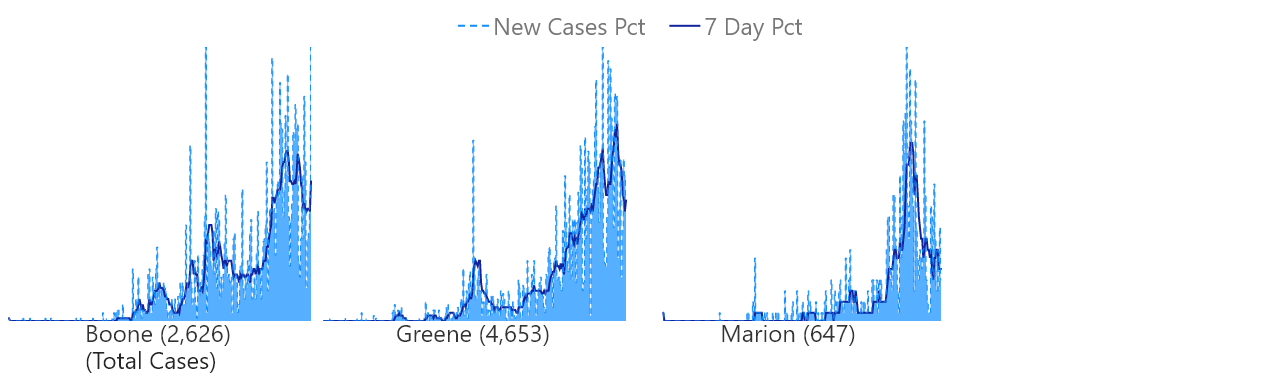 New Cases Pct 7 Day Pct
Boone (2,626) Greene (4,653) Marion (647)
(Total Cases)